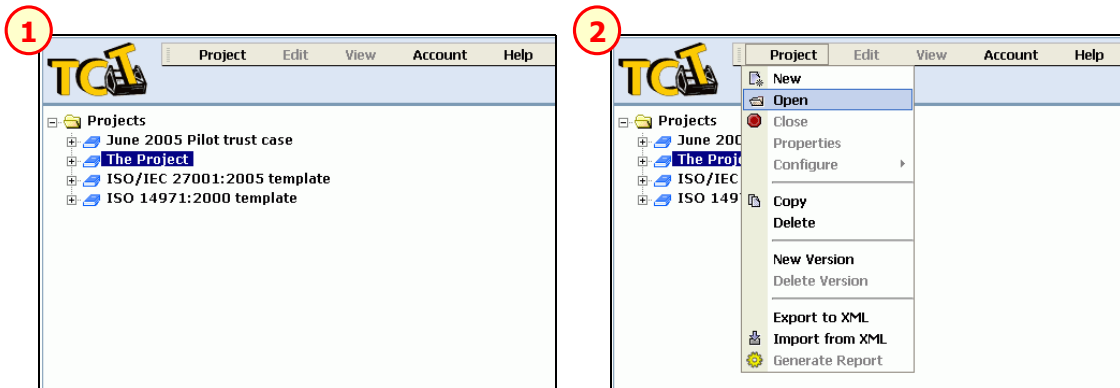 1
TCT
Project Edit View Account Help
Projects
June 2005 Pilot trust case
The Project
ISO/IEC 27001:2005 template
ISO 14971:2000 template
2
TCT
Project Edit View Account Help
New
Open
Close
Properties
Configure
Copy
Delete
New Version
Delete Version
Export to XML
Import from XML
Generate Report
Projects
June 200
The Proje
ISO/IEC
ISO 149